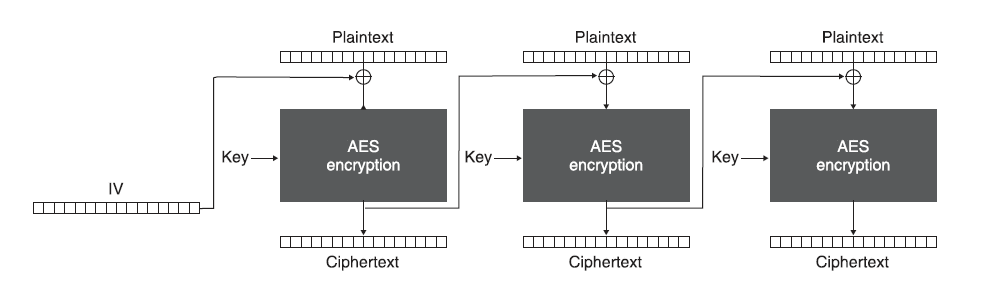 Plaintext
Plaintext
Plaintext
Key
AES
encryption
Key
AES
encryption
Key
AES
encryption
IV
Ciphertext
Ciphertext
Ciphertext